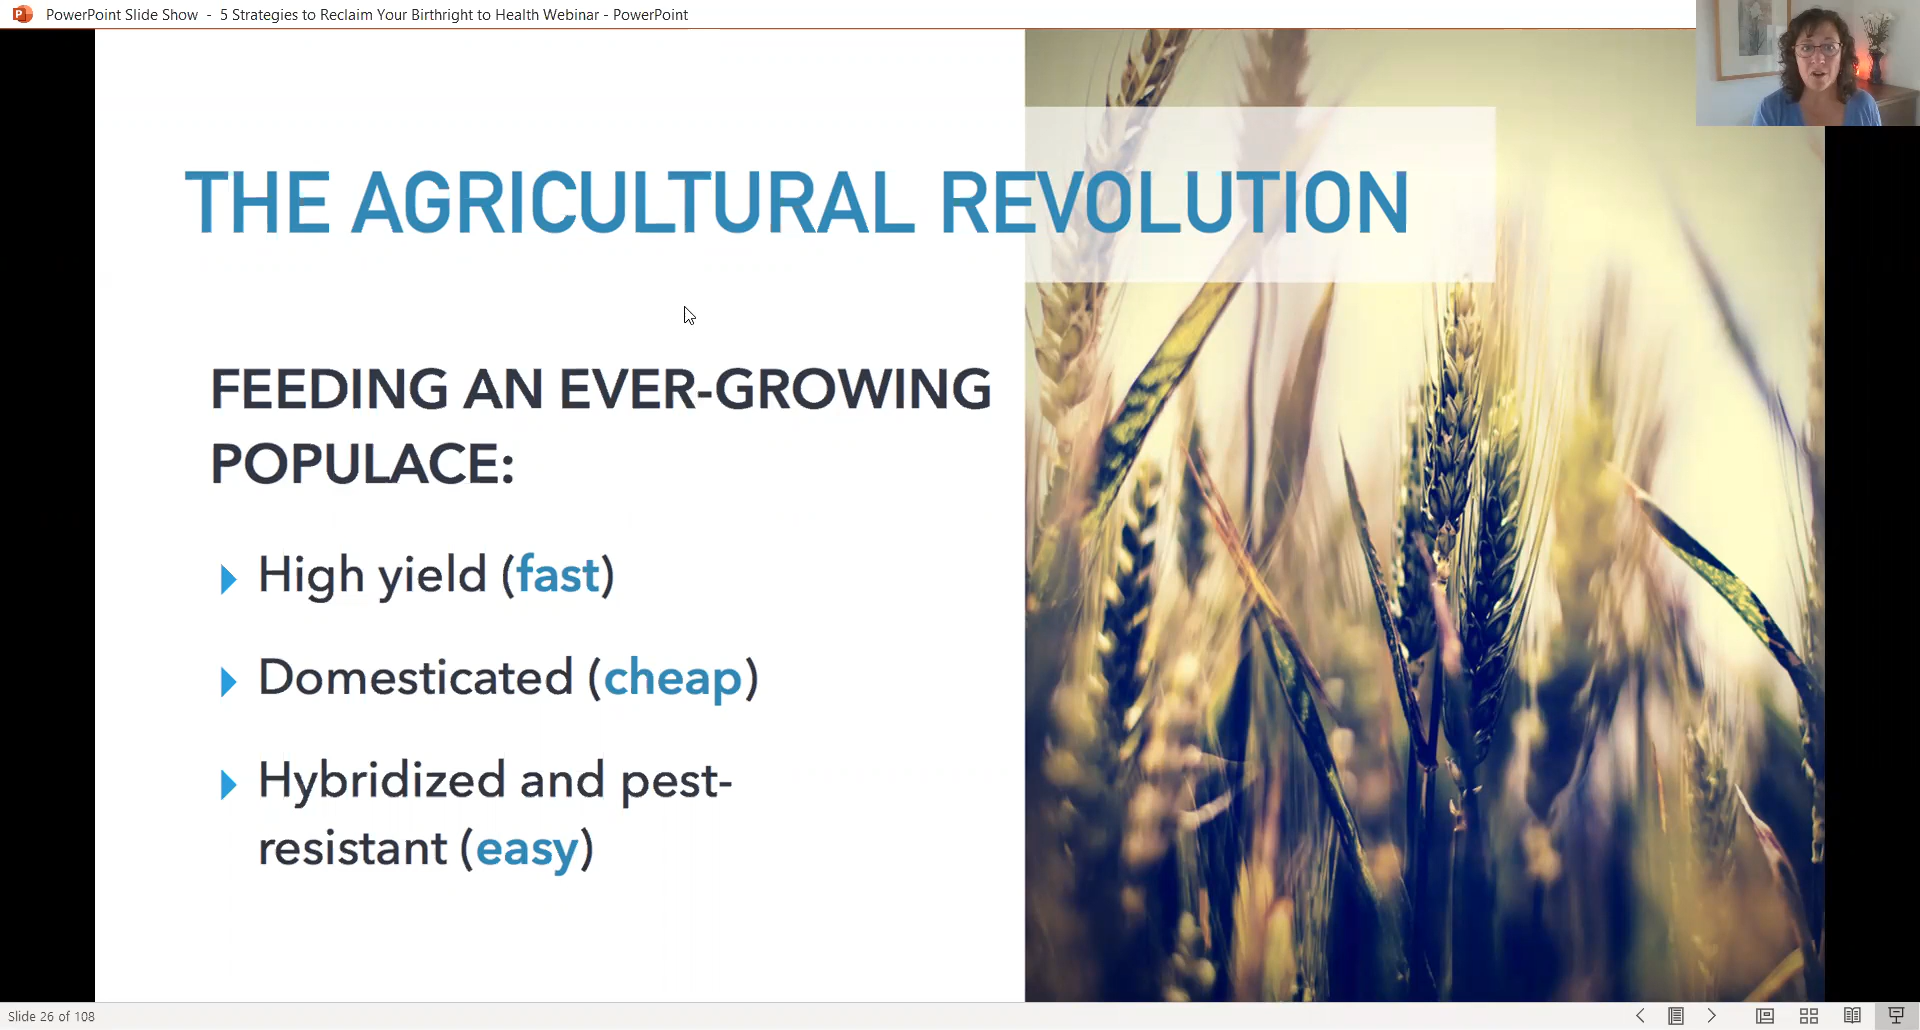 PowerPoint Slide Show - 5 Strategies to Reclaim Your Birthright to Health Webinar - PowerPoint
THE AGRICULTURAL REVOLUTION
FEEDING AN EVER-GROWING
POPULACE:
High yield (fast)
Domesticated (cheap)
Hybridized and pest-
resistant (easy)
Slide 26 of 108